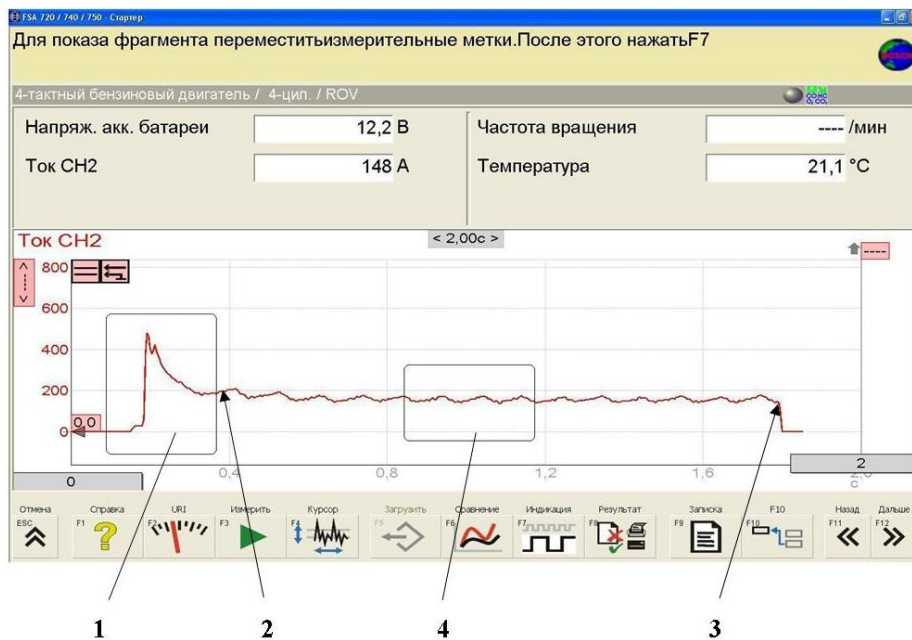 FSA 720 / 740 / 750 - Стартер
Для показа фрагмента переместитьизмерительные метки.После этого нажатьF7
BOSCH
4-тактный бензиновый двигатель / 4-цил. / ROV
Напряж. акк. батареи 12,2 В Частота вращения ---- /мин
Ток CH2 148 А Температура 21,1 °C
Ток CH2 < 2,00с >
----
800
600
400
200
0,0
0
0,4 0,8 1,2 1,6 2,0
с
0 2
Отмена Справка URI Измерить Курсор Загрузить Сравнение Индикация Результат Записка F10 Назад Дальше
ESC F1 F2 F3 F4 F5 F6 F7 F8 F9 F10 F11 F12
1 2 4 3